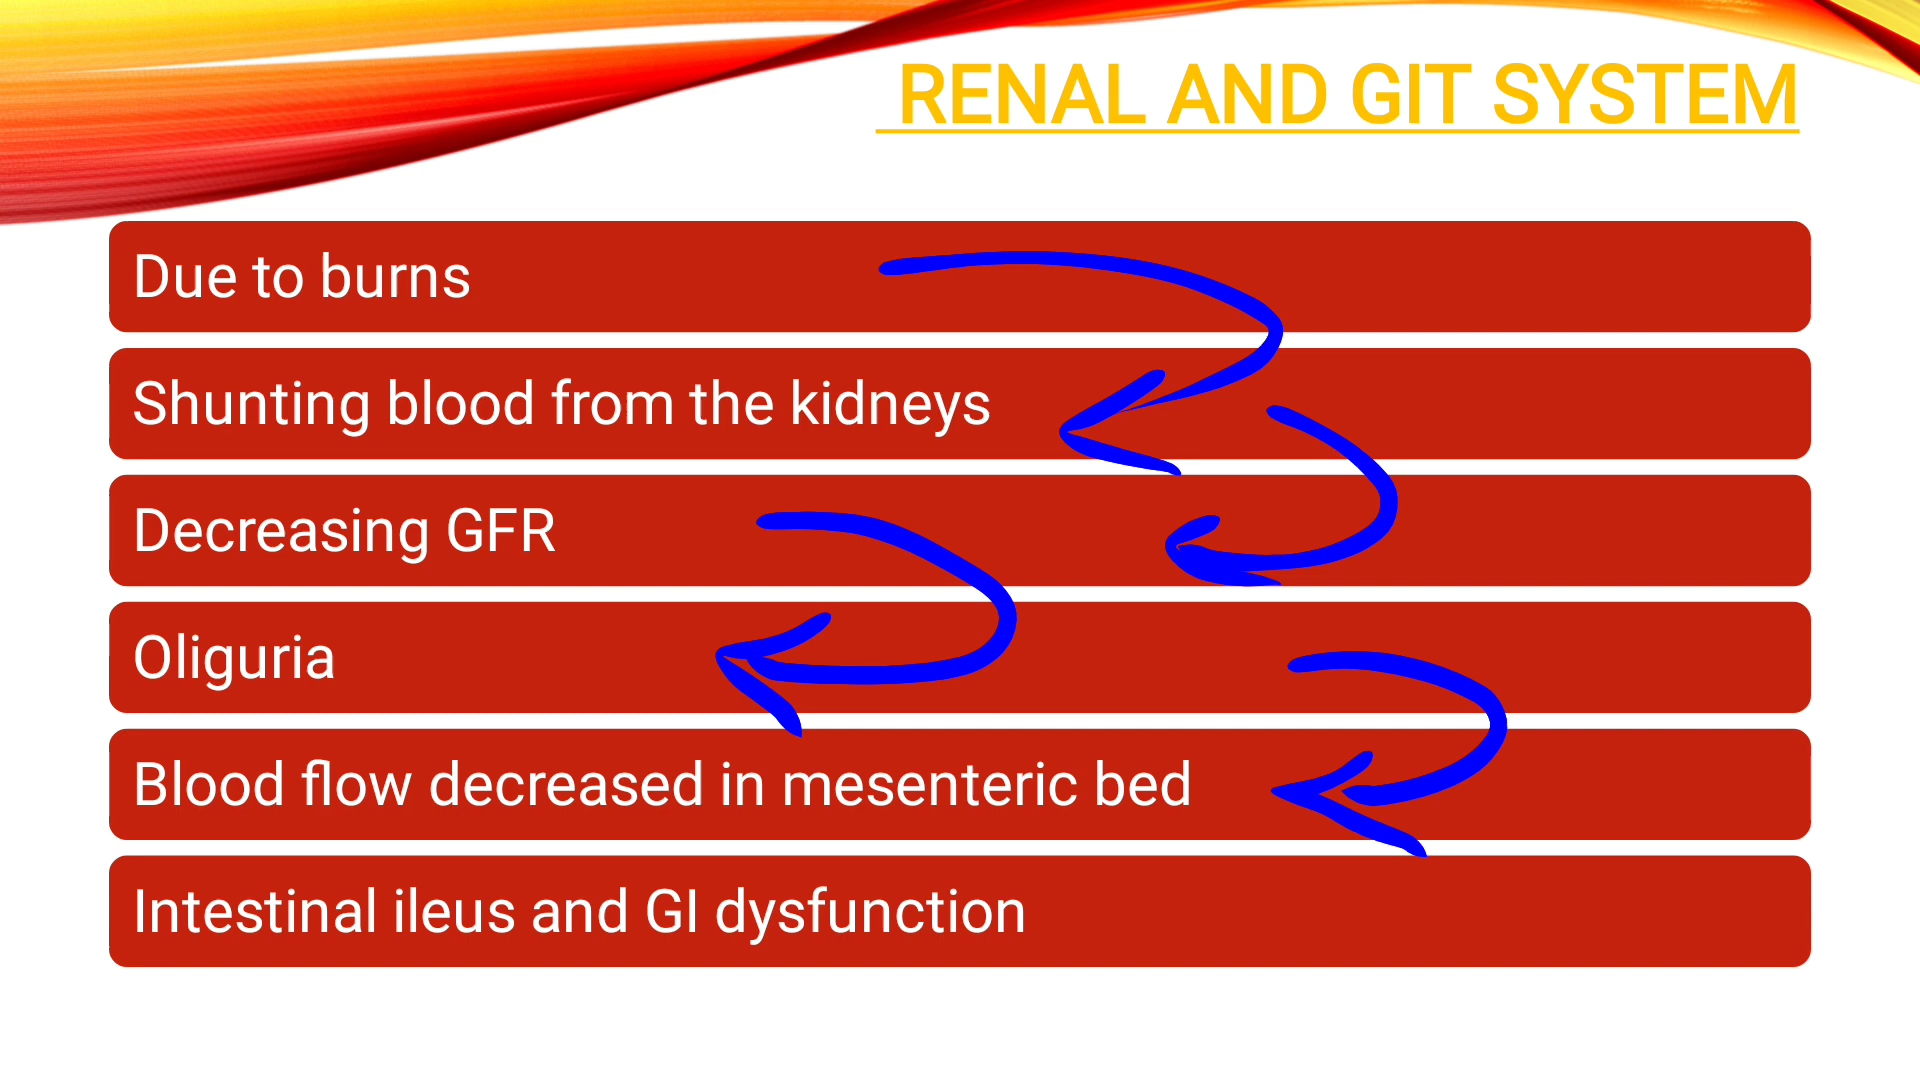 RENAL AND GIT SYSTEM
Due to burns
Shunting blood from the kidneys
Decreasing GFR
Oliguria
Blood flow decreased in mesenteric bed
Intestinal ileus and GI dysfunction